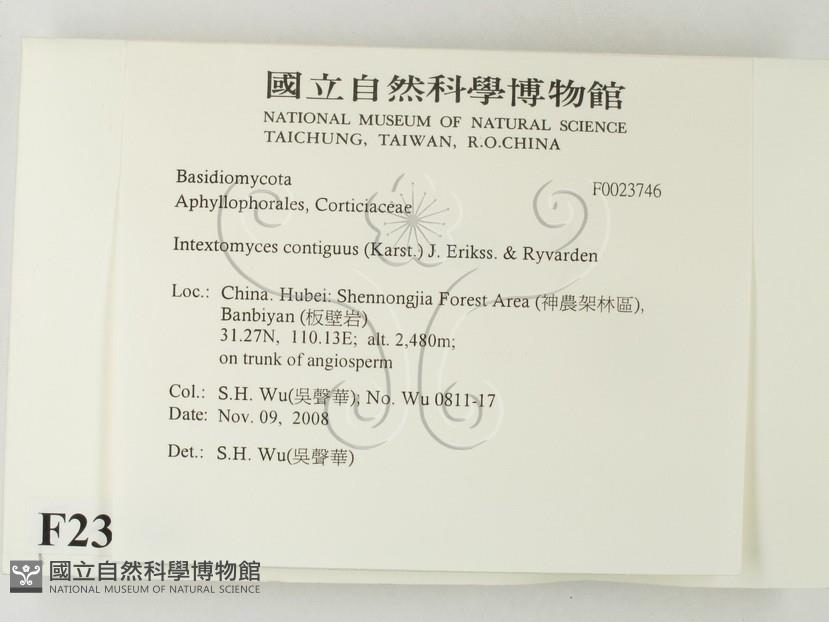 國立自然科學博物館
NATIONAL MUSEUM OF NATURAL SCIENCE
TAICHUNG, TAIWAN, R.O.CHINA
Basidiomycota
F0023746
Aphyllophorales, Corticiaceae
Intextomyces contiguus (Karst.) J. Erikss. & Ryvarden
Loc.: China. Hubei: Shennongjia Forest Area (神農架林區),
Banbiyan (板壁岩)
31.27N, 110.13E; alt. 2,480m;
on trunk of angiosperm
Col.: S.H. Wu(吳聲華); No. Wu 0811-17
Date: Nov. 09, 2008
Det.: S.H. Wu(吳聲華)
F23
國立自然科學博物館
NATIONAL MUSEUM OF NATURAL SCIENCE